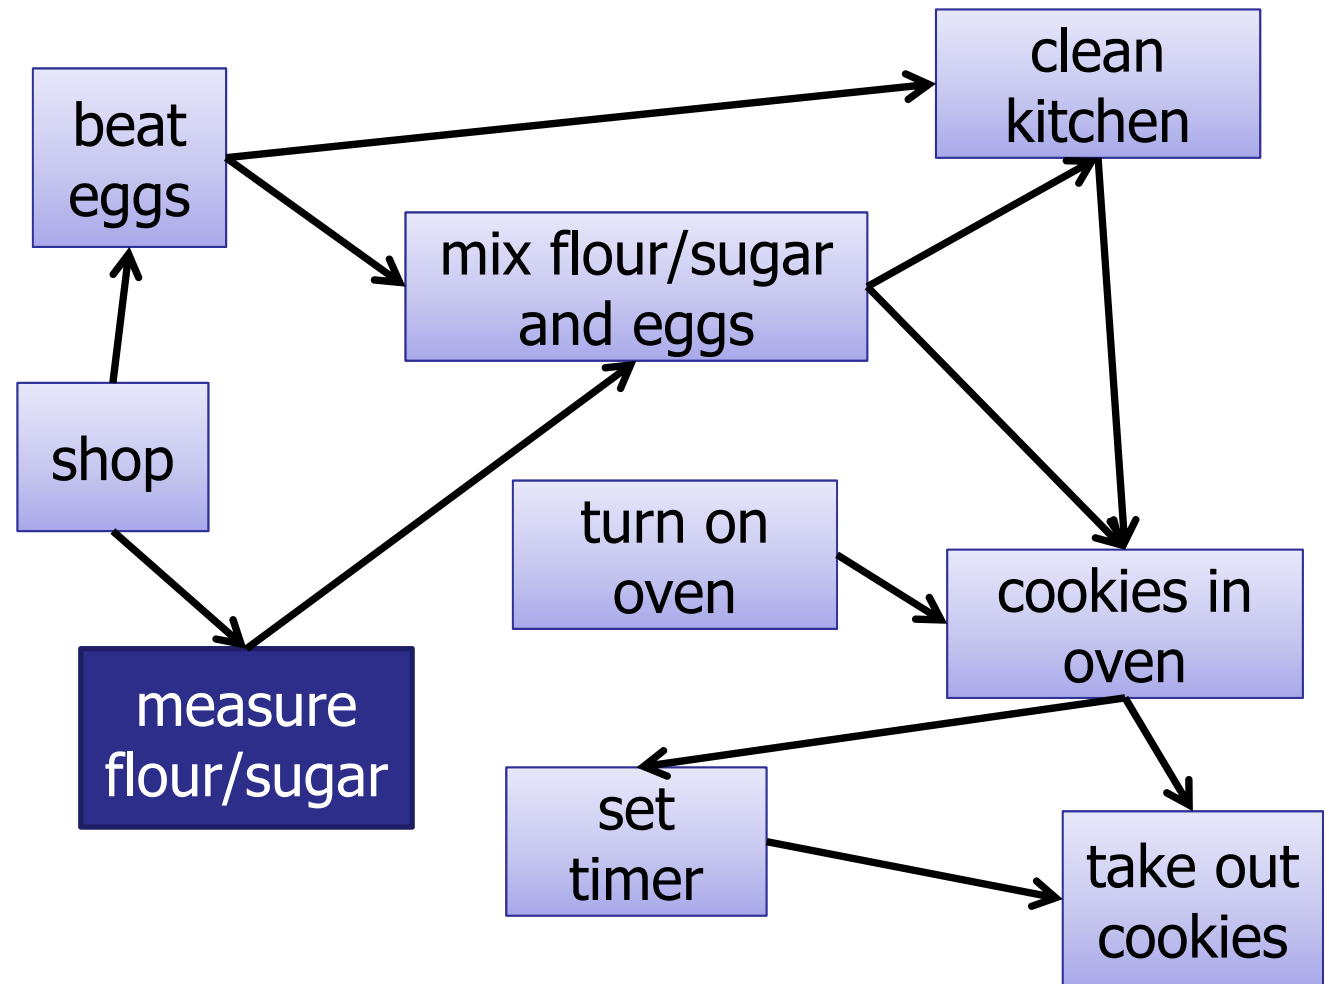 beat
eggs
clean
kitchen
mix flour/sugar
and eggs
shop
turn on
oven
cookies in
oven
measure
flour/sugar
set
timer
take out
cookies